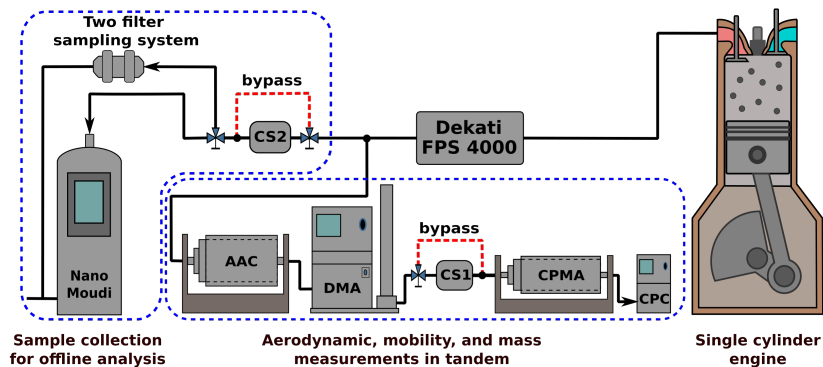 Two filter
sampling system
bypass
CS2
Dekati
FPS 4000
Nano
Moudi
AAC
DMA
bypass
CS1
CPMA
CPC
Sample collection
for offline analysis
Aerodynamic, mobility, and mass
measurements in tandem
Single cylinder
engine